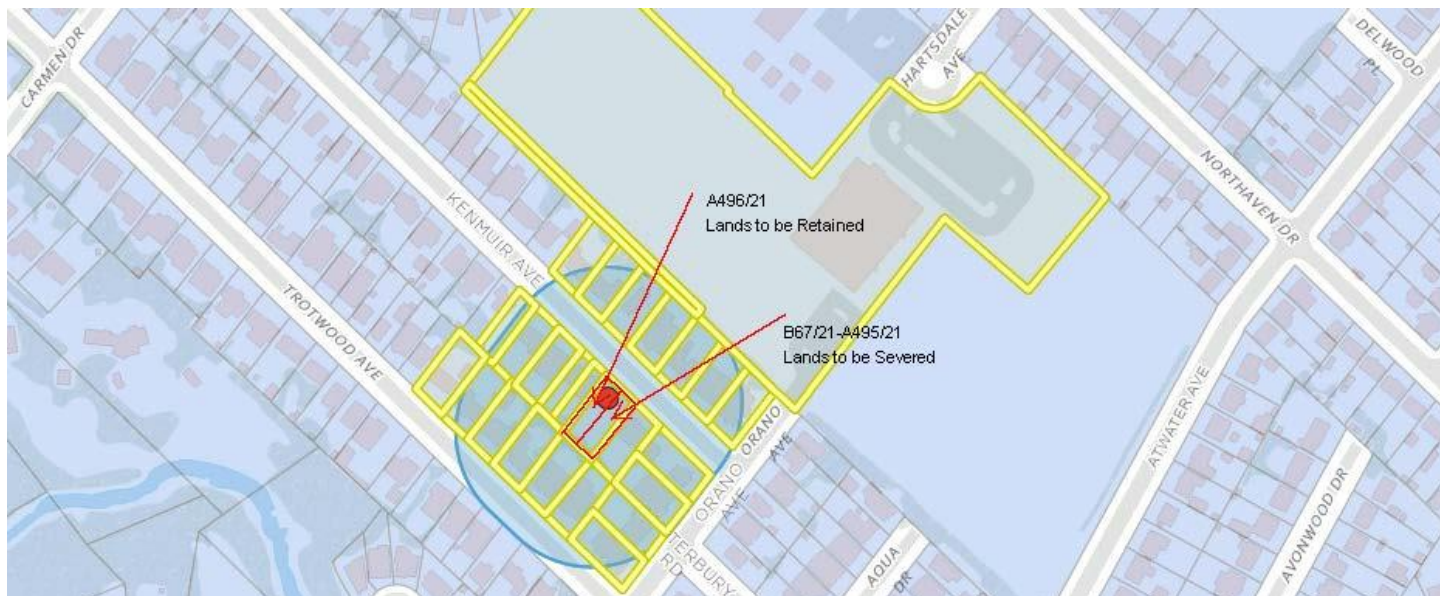 CARMEN DR
HARTSDALE
AVE
DELWOOD
Pl.
KENMUIR AVE
A496/21
Lands to be Retained
NORTHAVEN DR
TROTWOOD AVE
B67/21-A495/21
Lands to be Severed
ATWATER AVE
ORANO
AVE
ORANO
AVE
TERBURY
RD
AQUA
DR
AVONWOOD DR